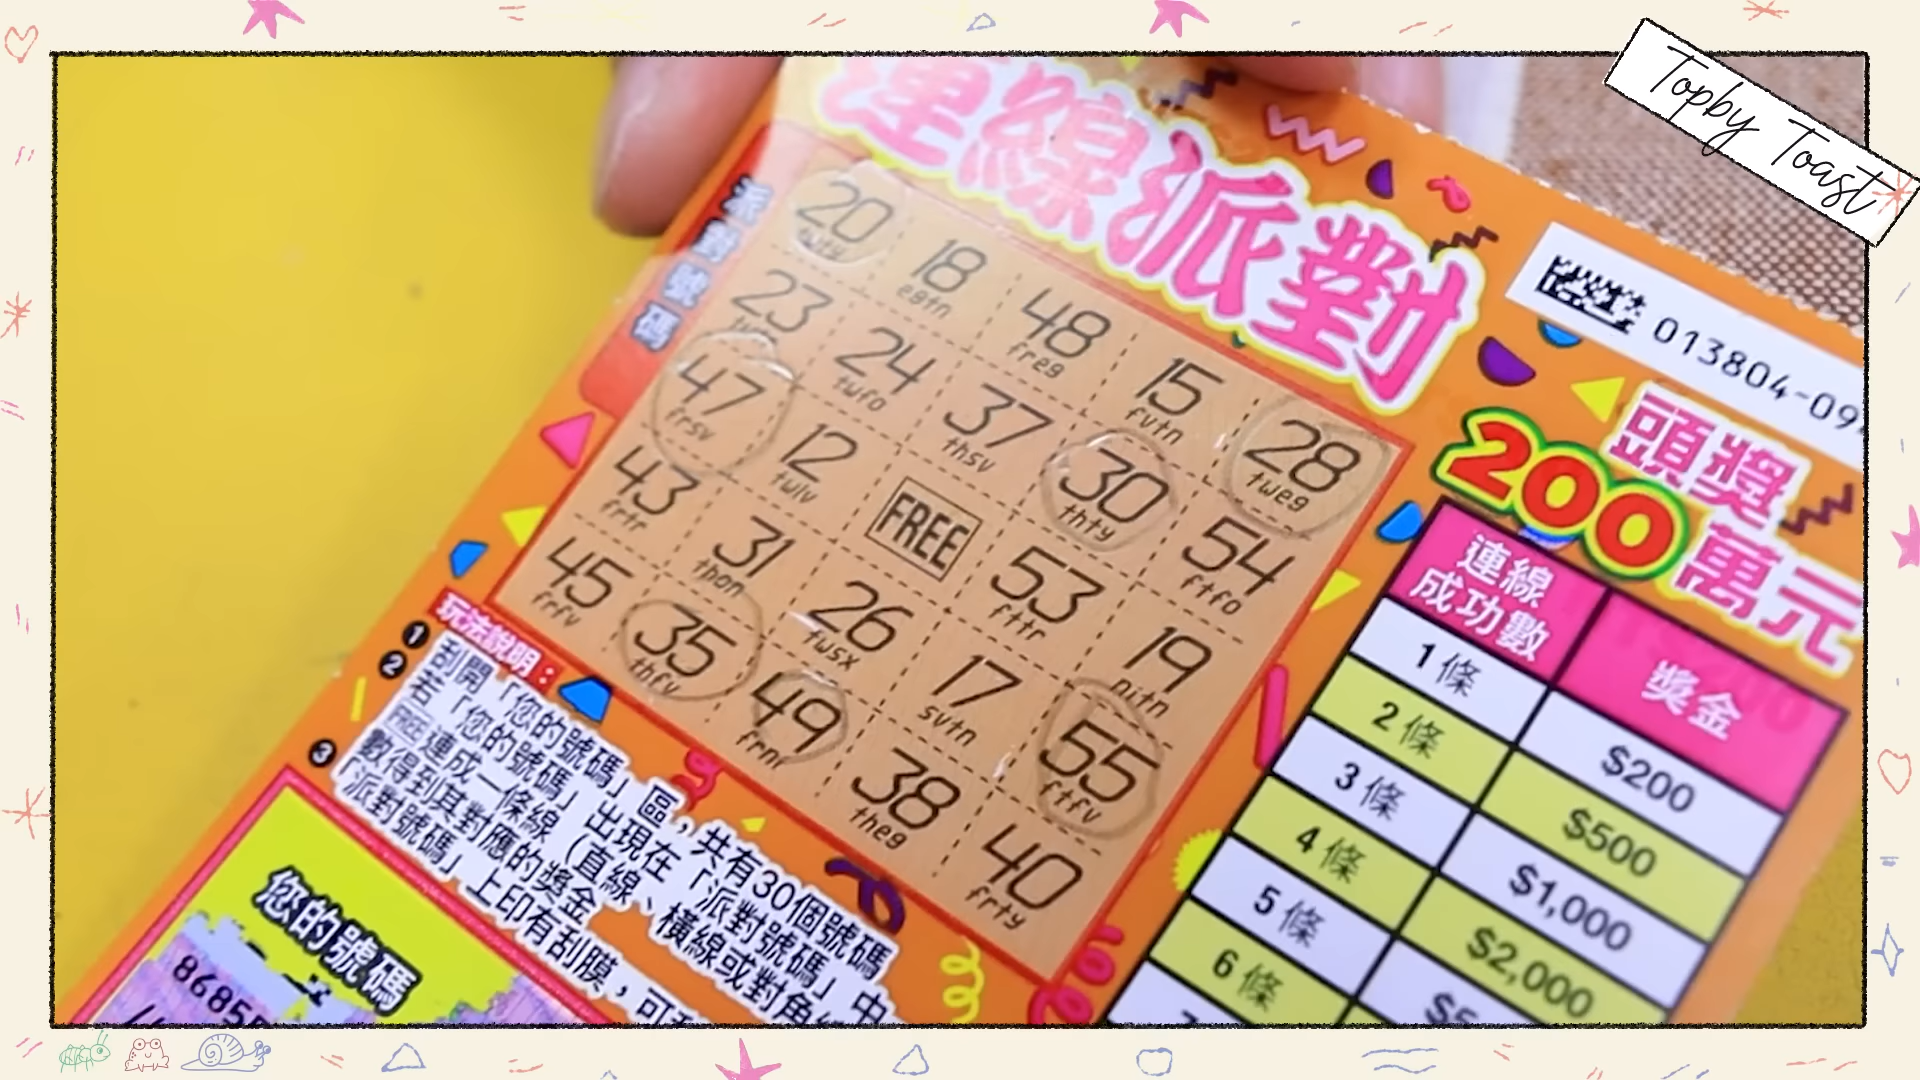 Topby Toast
連線派對
派對號碼
20 18 48 15 28
egtn freg fvtn tweg
23 24 37 30 54
twfo thsv thty ftfo
47 12 FREE 53 19
frsv twlv fttr nitn
43 31 26 17 55
frtr thon twsx svtn ftfv
45 35 49 38 40
frfv thfv frnr theg frty
013804-09
頭獎
200萬元
連線成功數 獎金
1條 $200
2條 $500
3條 $1,000
4條 $2,000
5條
6條
玩法說明：
1 刮開「您的號碼」區，共有30個號碼
2 若「您的號碼」出現在「派對號碼」中
FREE 連成一條線（直線、橫線或對角
數得到其對應的獎金
3 「派對號碼」上印有刮膜，可
您的號碼